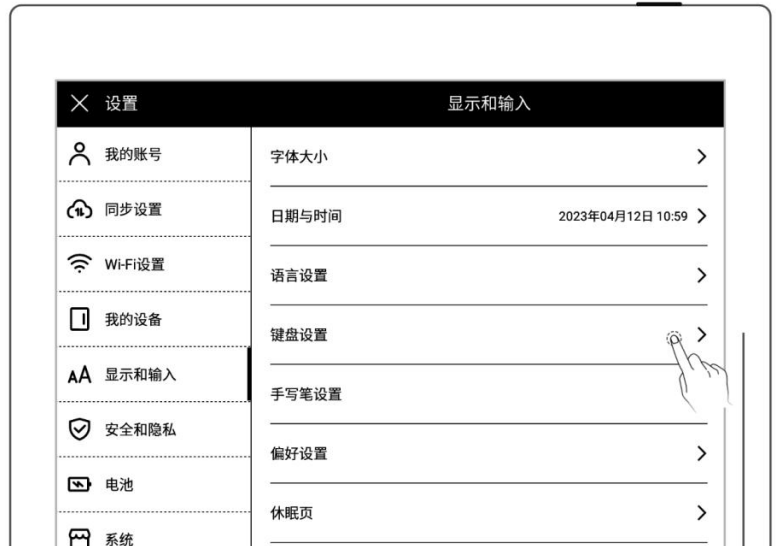 设置
显示和输入
我的账号
同步设置
Wi-Fi设置
我的设备
AA 显示和输入
安全和隐私
电池
系统
字体大小
日期与时间 2023年04月12日 10:59
语言设置
键盘设置
手写笔设置
偏好设置
休眠页